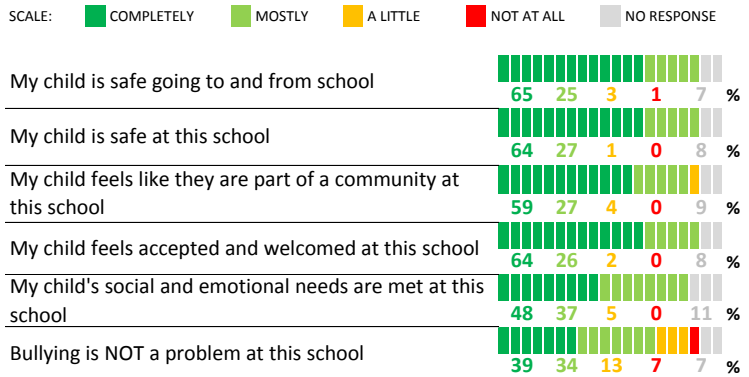 SCALE: COMPLETELY MOSTLY A LITTLE NOT AT ALL NO RESPONSE
My child is safe going to and from school
65 25 3 1 7 %
My child is safe at this school
64 27 1 0 8 %
My child feels like they are part of a community at
this school
59 27 4 0 9 %
My child feels accepted and welcomed at this school
64 26 2 0 8 %
My child's social and emotional needs are met at this
school
48 37 5 0 11 %
Bullying is NOT a problem at this school
39 34 13 7 7 %